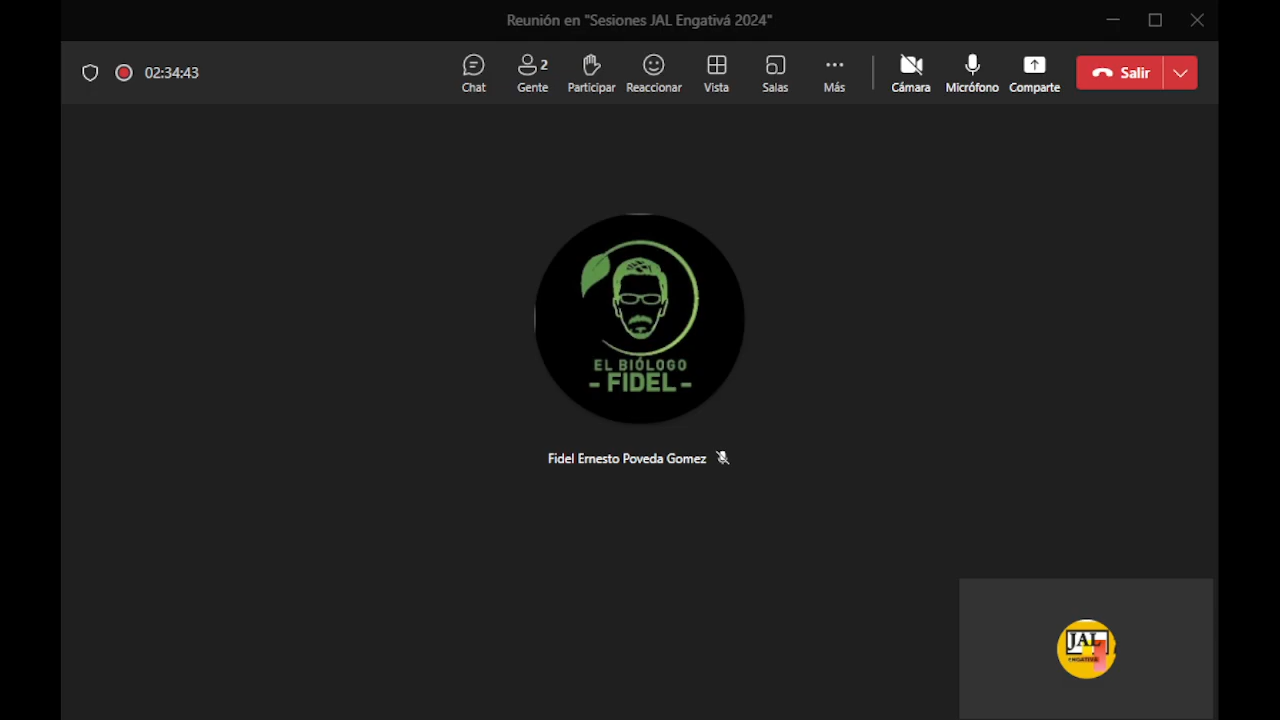 Reunión en "Sesiones JAL Engativá 2024"
02:34:43
2
Chat
Gente
Participar
Reaccionar
Vista
Salas
Más
Cámara
Micrófono
Comparte
Salir
EL BIÓLOGO
- FIDEL -
Fidel Ernesto Poveda Gomez
JAL
ENGATIVÁ